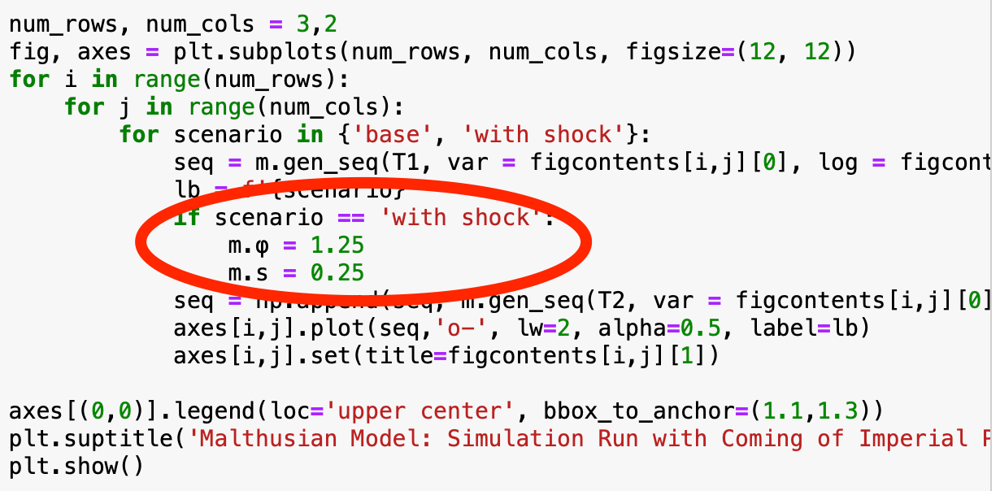 num_rows, num_cols = 3,2
fig, axes = plt.subplots(num_rows, num_cols, figsize=(12, 12))
for i in range(num_rows):
    for j in range(num_cols):
        for scenario in {'base', 'with shock'}:
            seq = m.gen_seq(T1, var = figcontents[i,j][0], log = figcont
            lb = f'{scenario}
            if scenario == 'with shock':
                m.φ = 1.25
                m.s = 0.25
            seq = np.append(seq, m.gen_seq(T2, var = figcontents[i,j][0]
            axes[i,j].plot(seq,'o-', lw=2, alpha=0.5, label=lb)
            axes[i,j].set(title=figcontents[i,j][1])
axes[(0,0)].legend(loc='upper center', bbox_to_anchor=(1.1,1.3))
plt.suptitle('Malthusian Model: Simulation Run with Coming of Imperial
plt.show()